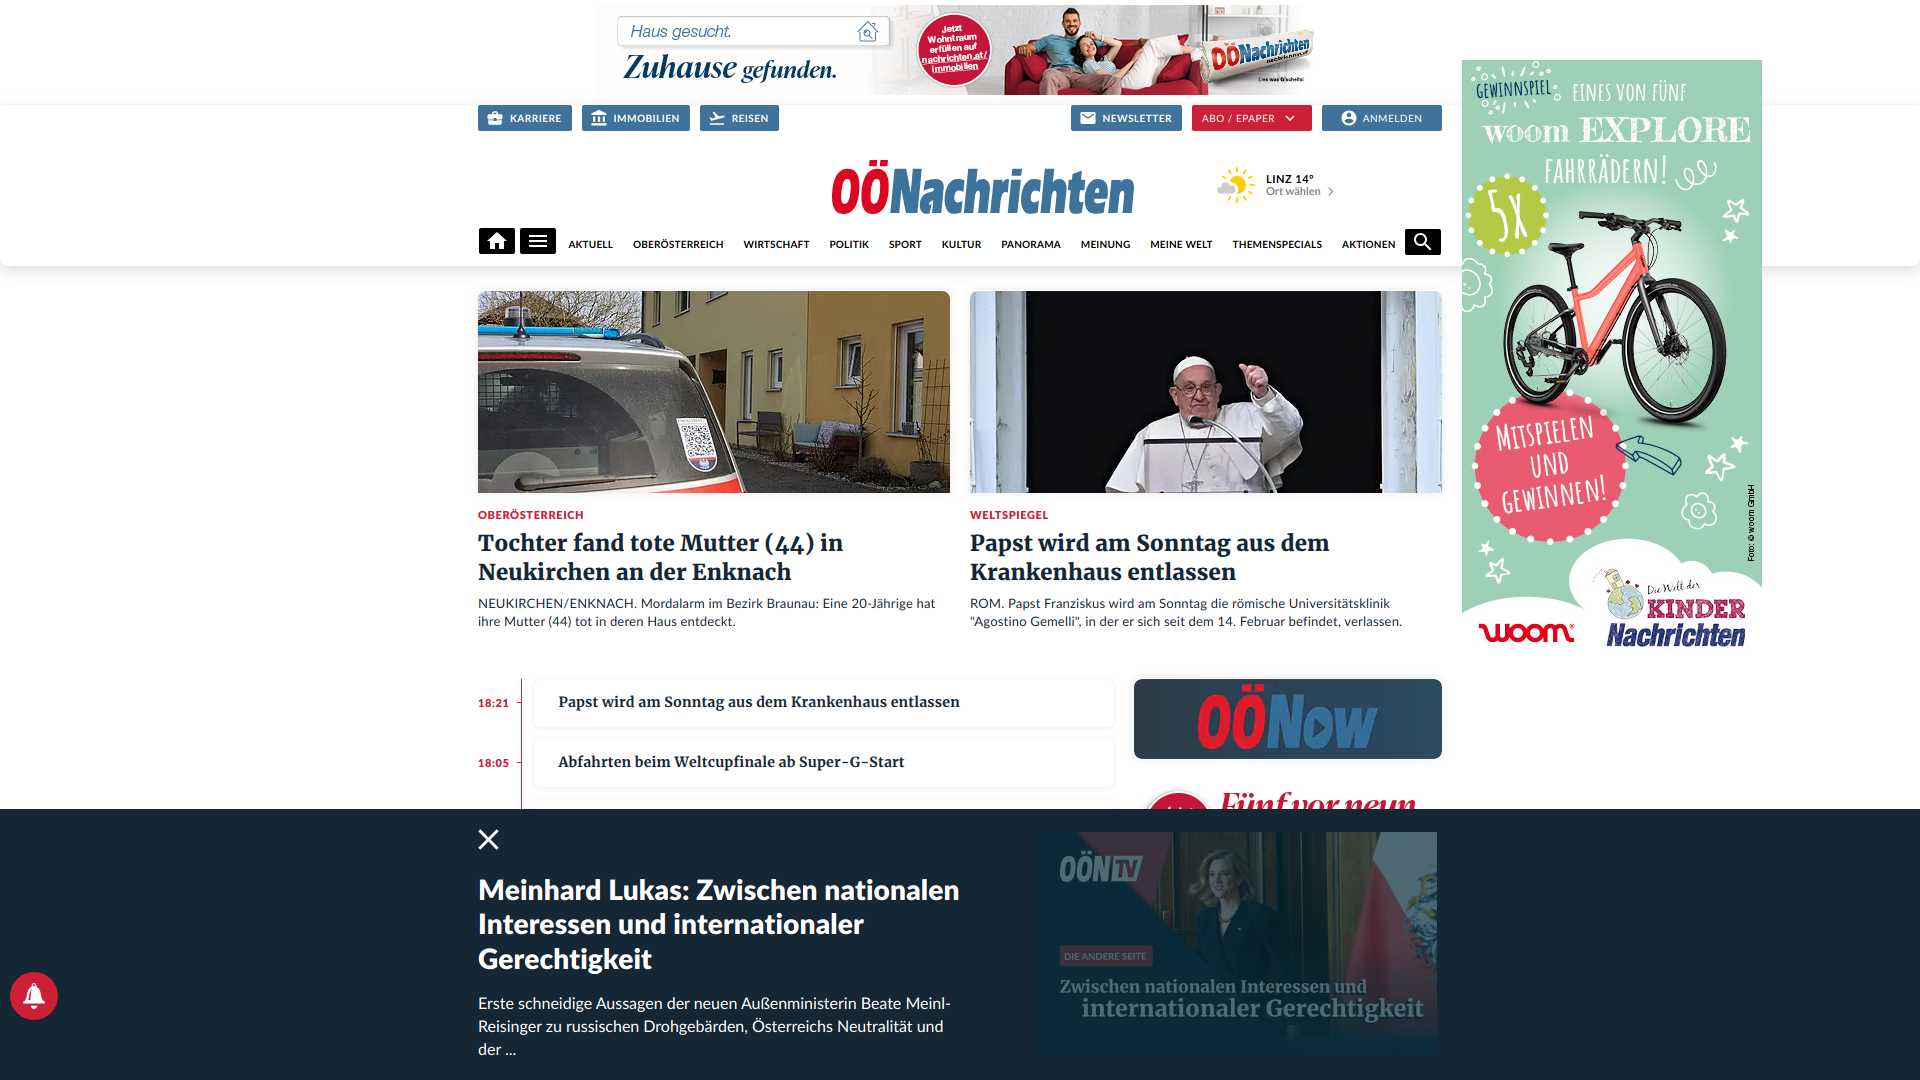 Haus gesucht.
Zuhause gefunden.
Jetzt
Wohntraum
erfüllen auf
nachrichten.at/
immobilien
OÖNachrichten
Lies was G'scheits!
KARRIERE
IMMOBILIEN
REISEN
NEWSLETTER
ABO / EPAPER
ANMELDEN
OÖNachrichten
LINZ 14°
Ort wählen
AKTUELL
OBERÖSTERREICH
WIRTSCHAFT
POLITIK
SPORT
KULTUR
PANORAMA
MEINUNG
MEINE WELT
THEMENSPECIALS
AKTIONEN
GEWINNSPIEL
EINES VON FÜNF
woom EXPLORE
FAHRRÄDERN!
5X
MITSPIELEN
UND
GEWINNEN!
Foto: © woom GmbH
woom
Die Welt der
KINDER
Nachrichten
OBERÖSTERREICH
Tochter fand tote Mutter (44) in
Neukirchen an der Enknach
NEUKIRCHEN/ENKNACH. Mordalarm im Bezirk Braunau: Eine 20-Jährige hat
ihre Mutter (44) tot in deren Haus entdeckt.
WELTSPIEGEL
Papst wird am Sonntag aus dem
Krankenhaus entlassen
ROM. Papst Franziskus wird am Sonntag die römische Universitätsklinik
"Agostino Gemelli", in der er sich seit dem 14. Februar befindet, verlassen.
18:21
Papst wird am Sonntag aus dem Krankenhaus entlassen
18:05
Abfahrten beim Weltcupfinale ab Super-G-Start
OÖNow
Fünf vor neun
Meinhard Lukas: Zwischen nationalen
Interessen und internationaler
Gerechtigkeit
Erste schneidige Aussagen der neuen Außenministerin Beate Meinl-
Reisinger zu russischen Drohgebärden, Österreichs Neutralität und
der ...
OÖN TV
DIE ANDERE SEITE
Zwischen nationalen Interessen und
internationaler Gerechtigkeit